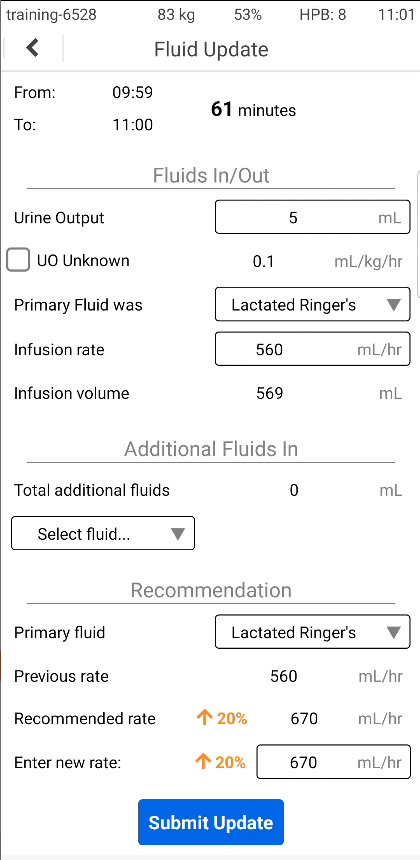 training-6528 83 kg 53% HPB: 8 11:01
Fluid Update
From: 09:59
61 minutes
To: 11:00
Fluids In/Out
Urine Output 5 mL
UO Unknown 0.1 mL/kg/hr
Primary Fluid was Lactated Ringer's
Infusion rate 560 mL/hr
Infusion volume 569 mL
Additional Fluids In
Total additional fluids 0 mL
Select fluid...
Recommendation
Primary fluid Lactated Ringer's
Previous rate 560 mL/hr
Recommended rate 20% 670 mL/hr
Enter new rate: 20% 670 mL/hr
Submit Update